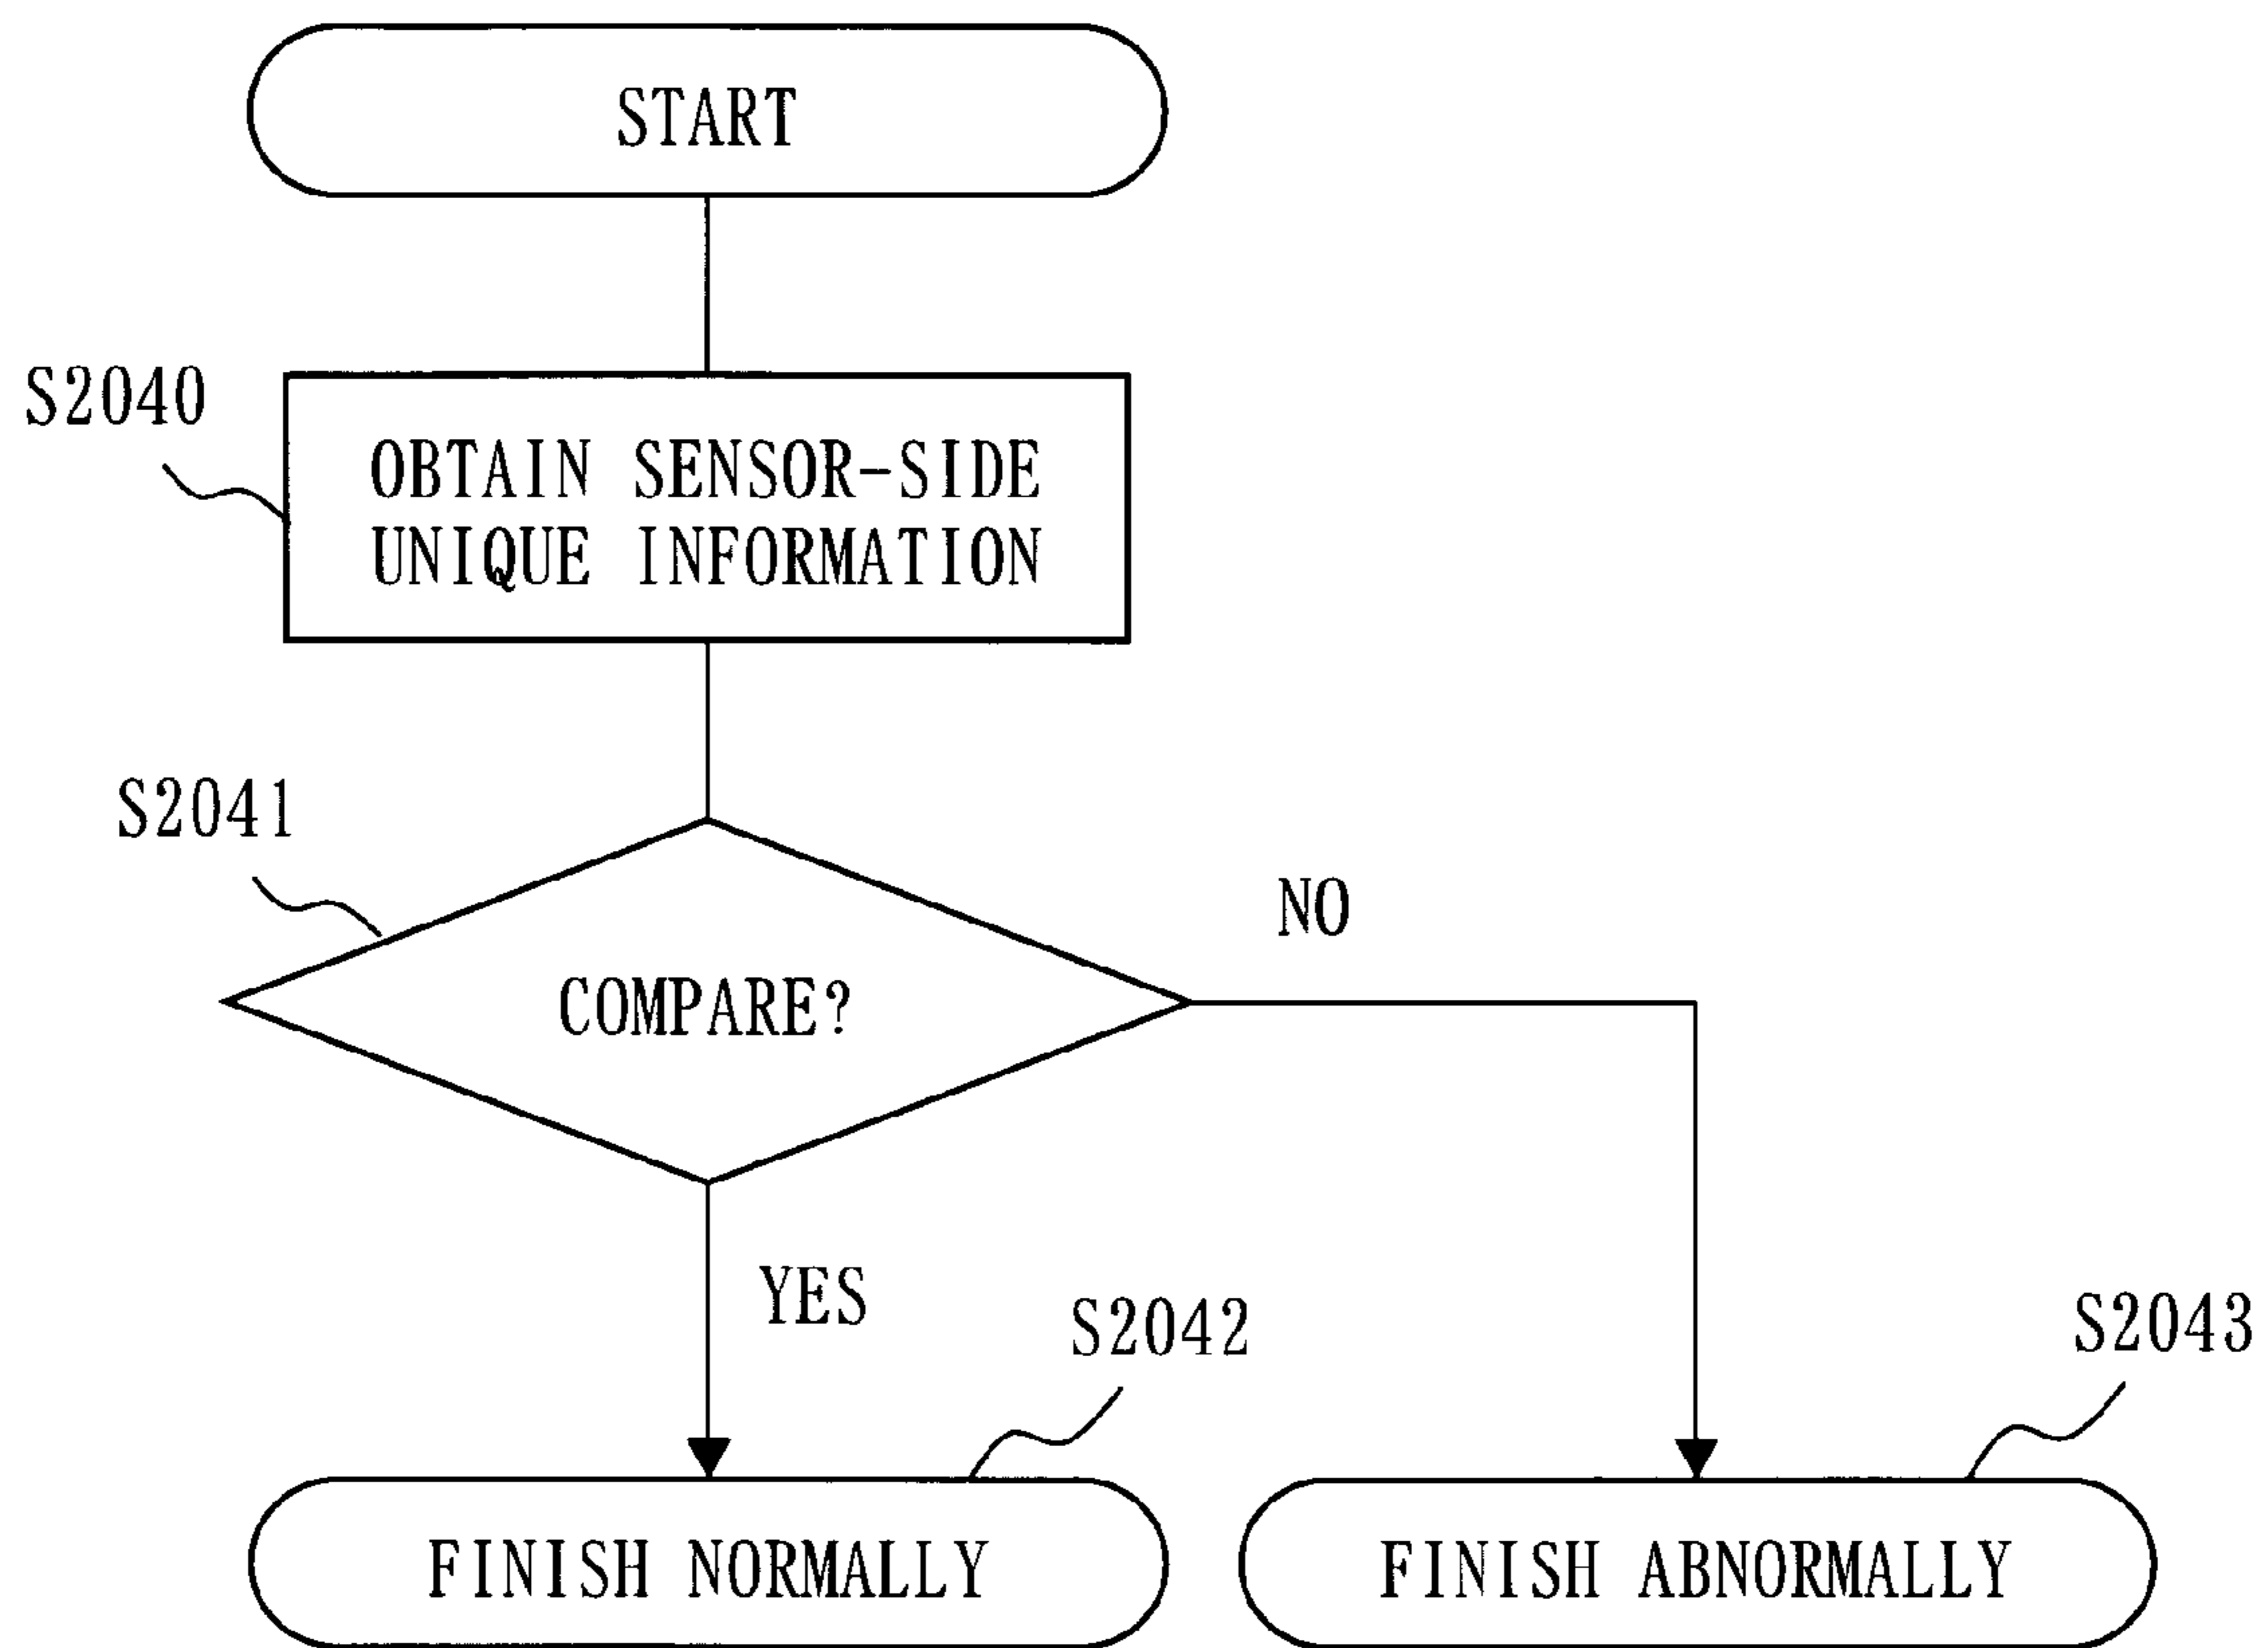 START
S2040
OBTAIN SENSOR-SIDE
UNIQUE INFORMATION
S2041
NO
COMPARE?
YES
S2042
S2043
FINISH NORMALLY
FINISH ABNORMALLY